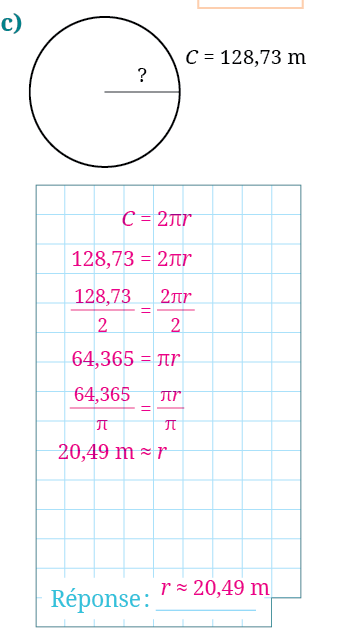 c)
C = 128,73 m
?
C = 2πr
128,73 = 2πr
128,73/2 = 2πr/2
64,365 = πr
64,365/π = πr/π
20,49 m ≈ r
Réponse : r ≈ 20,49 m